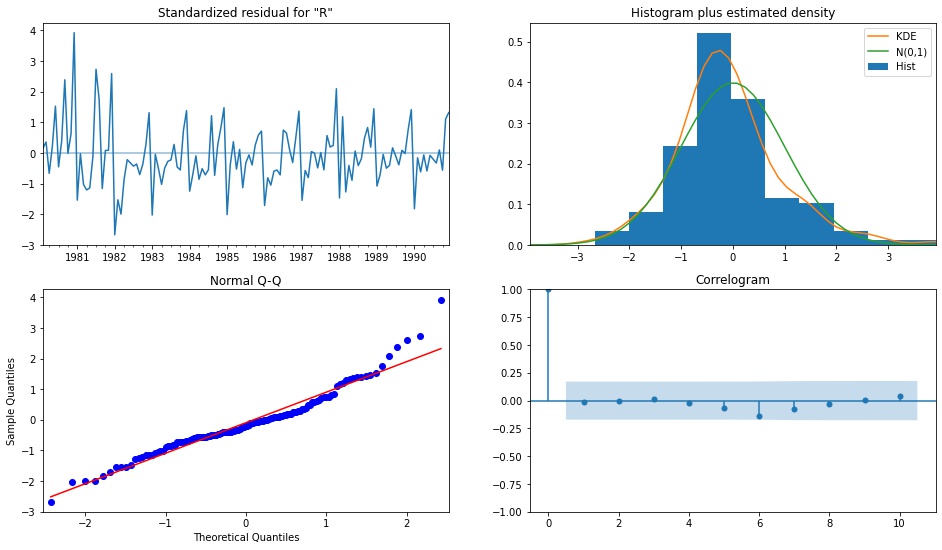 Standardized residual for "R"
4
3
2
1
0
−1
−2
−3
1981 1982 1983 1984 1985 1986 1987 1988 1989 1990
Histogram plus estimated density
KDE
N(0,1)
Hist
0.5
0.4
0.3
0.2
0.1
0.0
−3 −2 −1 0 1 2 3
Normal Q-Q
Sample Quantiles
4
3
2
1
0
−1
−2
−3
−2 −1 0 1 2
Theoretical Quantiles
Correlogram
1.00
0.75
0.50
0.25
0.00
−0.25
−0.50
−0.75
−1.00
0 2 4 6 8 10